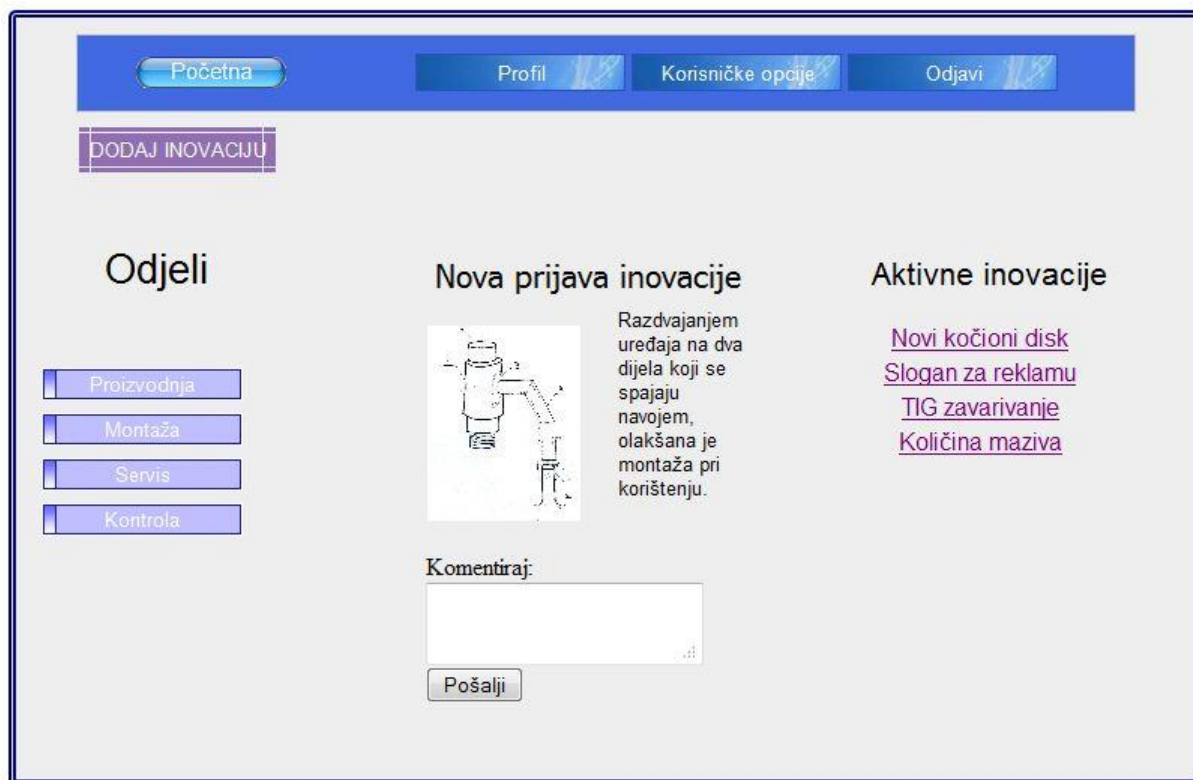 Početna
Profil
Korisničke opcije
Odjavi
DODAJ INOVACIJU
Odjeli
Proizvodnja
Montaža
Servis
Kontrola
Nova prijava inovacije
Razdvajanjem
uređaja na dva
dijela koji se
spajaju
navojem,
olakšana je
montaža pri
korištenju.
Komentiraj:
Pošalji
Aktivne inovacije
Novi kočioni disk
Slogan za reklamu
TIG zavarivanje
Količina maziva